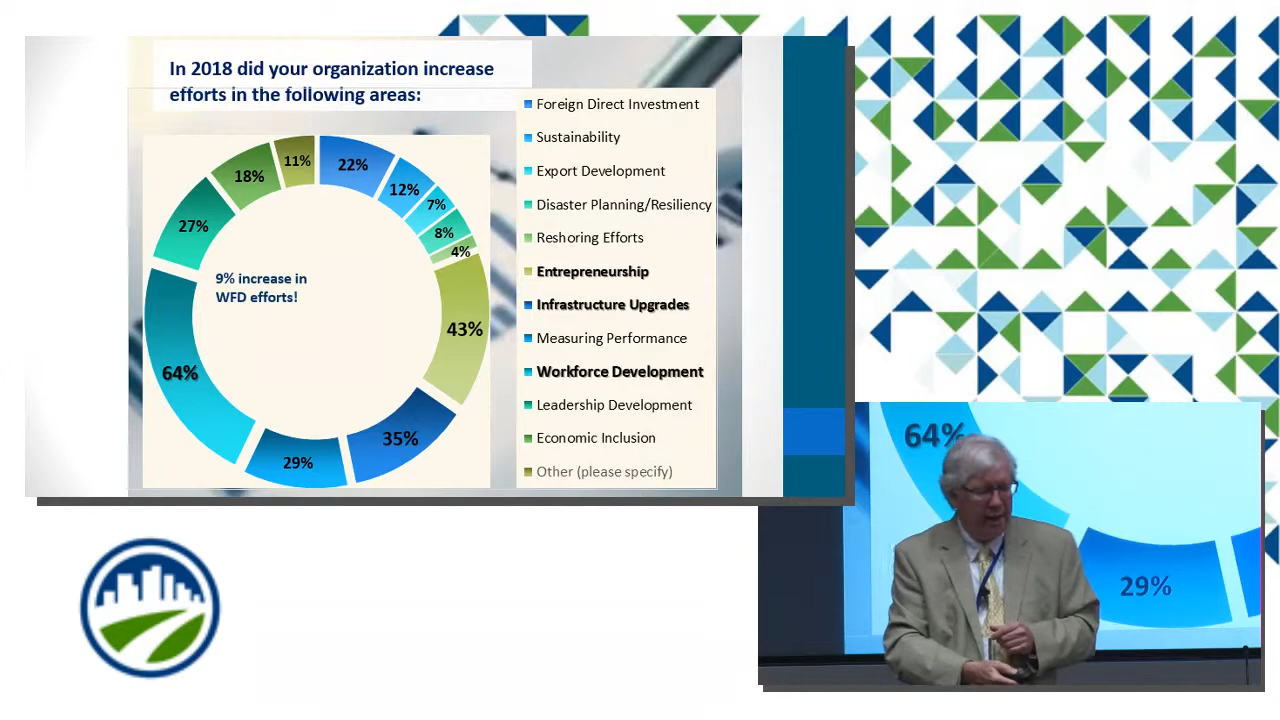 In 2018 did your organization increase
efforts in the following areas:
11%
22%
18%
12%
7%
27%
8%
4%
9% increase in
WFD efforts!
43%
64%
35%
29%
Foreign Direct Investment
Sustainability
Export Development
Disaster Planning/Resiliency
Reshoring Efforts
Entrepreneurship
Infrastructure Upgrades
Measuring Performance
Workforce Development
Leadership Development
Economic Inclusion
Other (please specify)
64%
29%